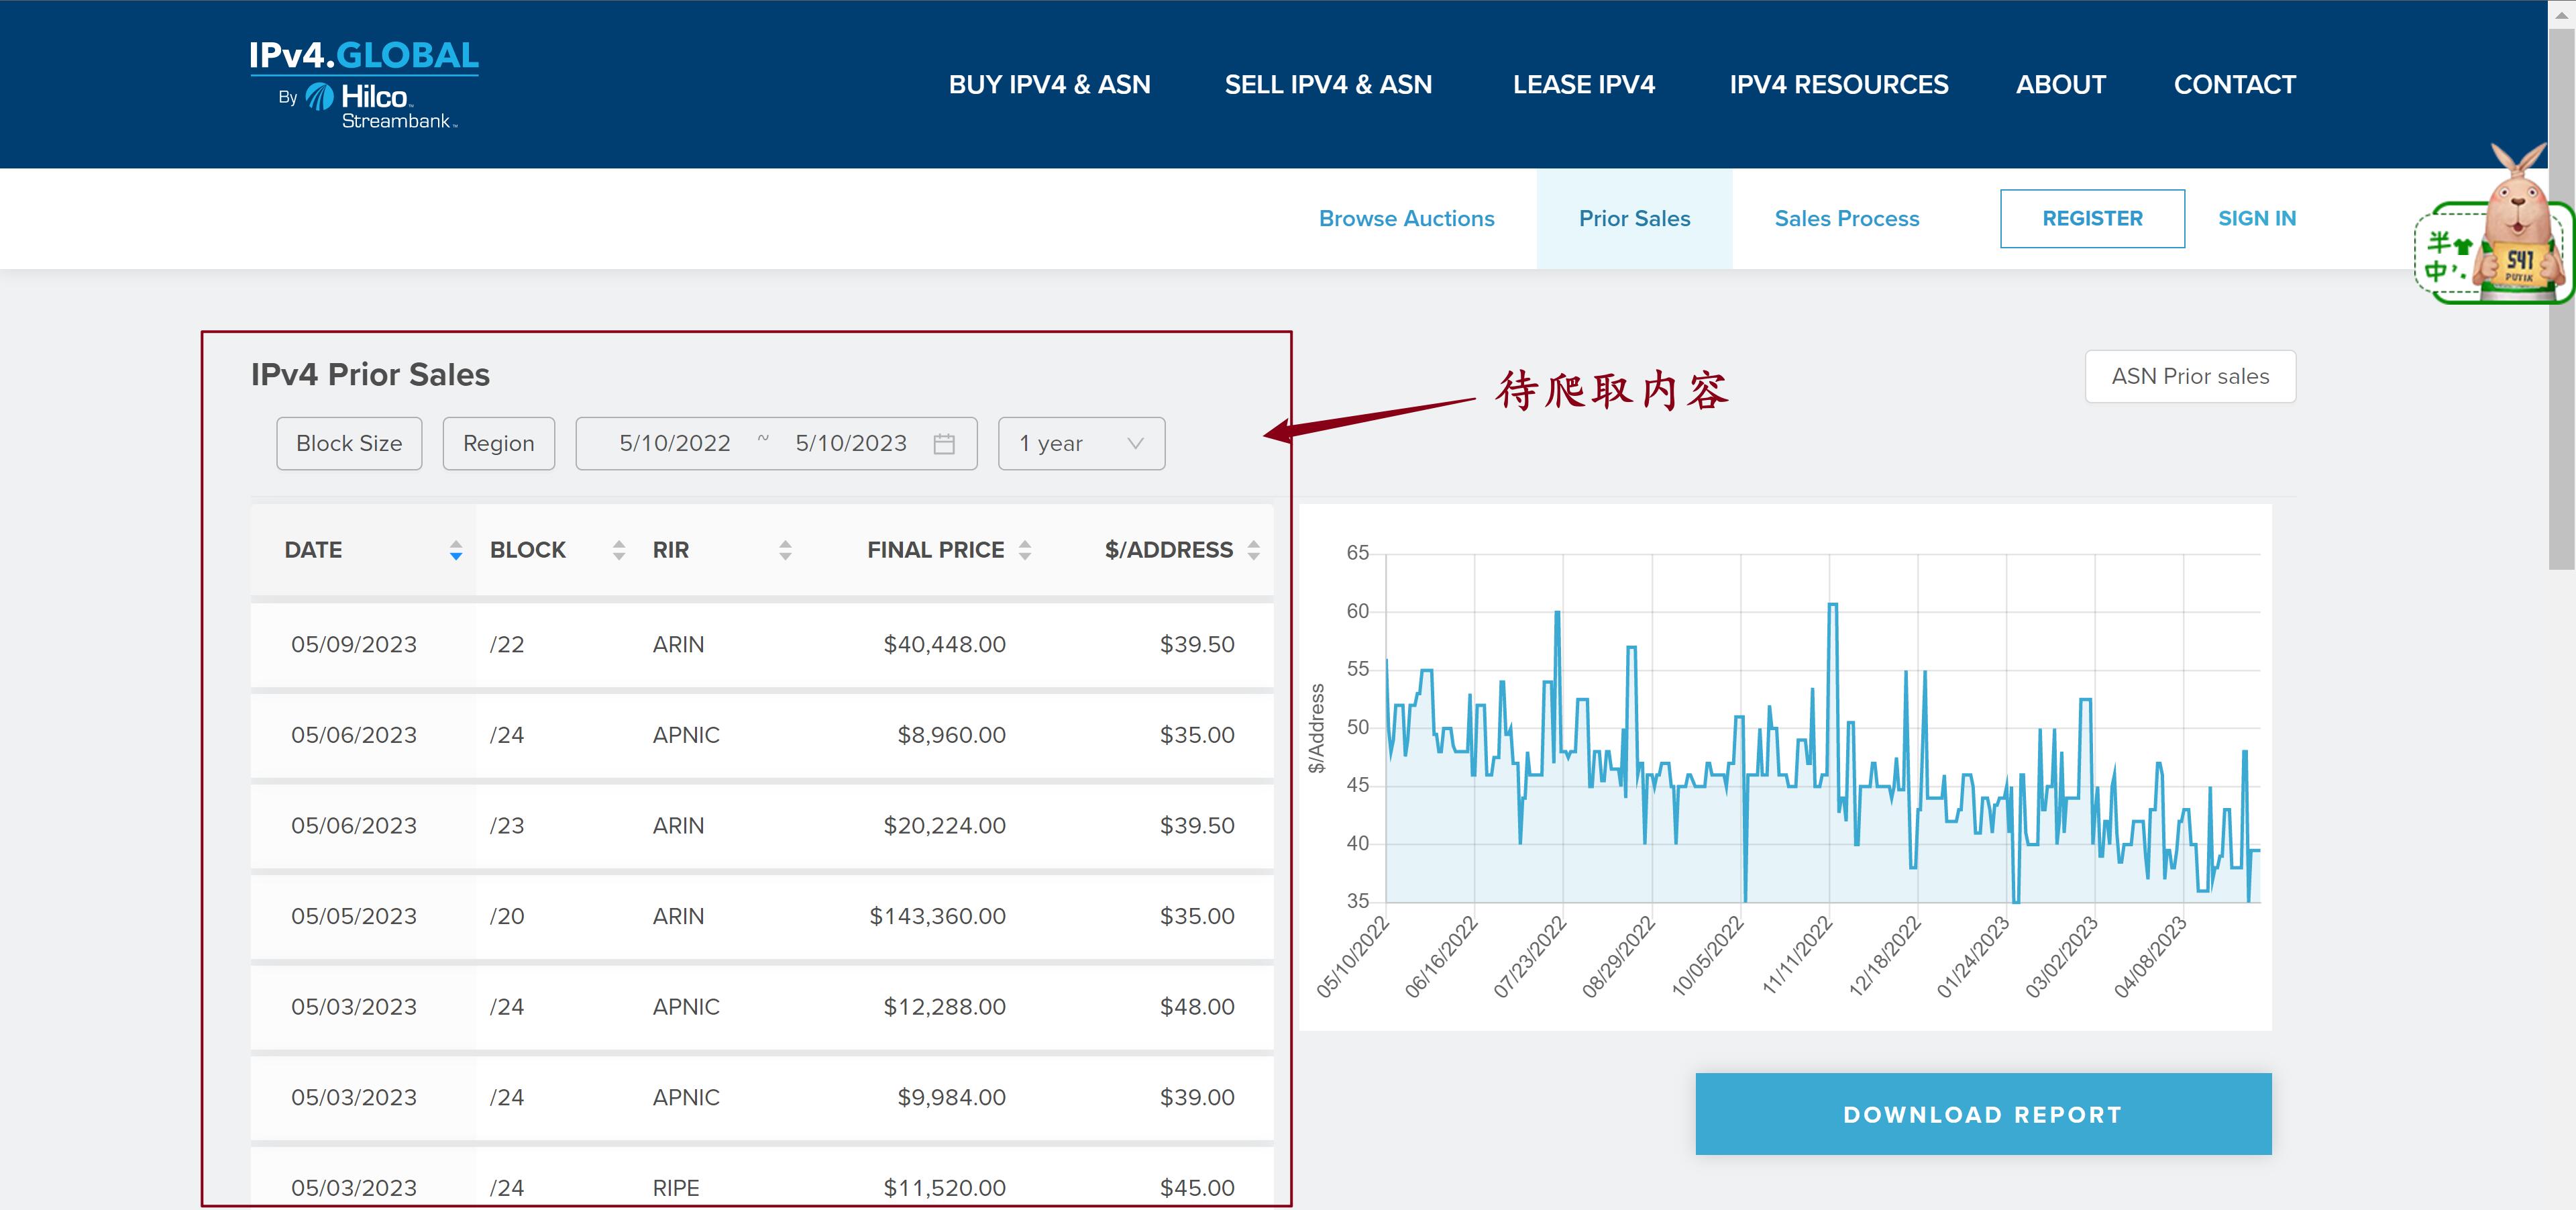 IPv4.GLOBAL
By Hilco™
Streambank™
BUY IPV4 & ASN SELL IPV4 & ASN LEASE IPV4 IPV4 RESOURCES ABOUT CONTACT
Browse Auctions Prior Sales Sales Process REGISTER SIGN IN
半
中
541
PUTIN
IPv4 Prior Sales
待爬取内容
ASN Prior sales
Block Size Region 5/10/2022 ~ 5/10/2023 1 year
DATE BLOCK RIR FINAL PRICE $/ADDRESS
05/09/2023 /22 ARIN $40,448.00 $39.50
05/06/2023 /24 APNIC $8,960.00 $35.00
05/06/2023 /23 ARIN $20,224.00 $39.50
05/05/2023 /20 ARIN $143,360.00 $35.00
05/03/2023 /24 APNIC $12,288.00 $48.00
05/03/2023 /24 APNIC $9,984.00 $39.00
05/03/2023 /24 RIPE $11,520.00 $45.00
$/Address
65
60
55
50
45
40
35
05/10/2022 06/16/2022 07/23/2022 08/29/2022 10/05/2022 11/11/2022 12/18/2022 01/24/2023 03/02/2023 04/08/2023
DOWNLOAD REPORT